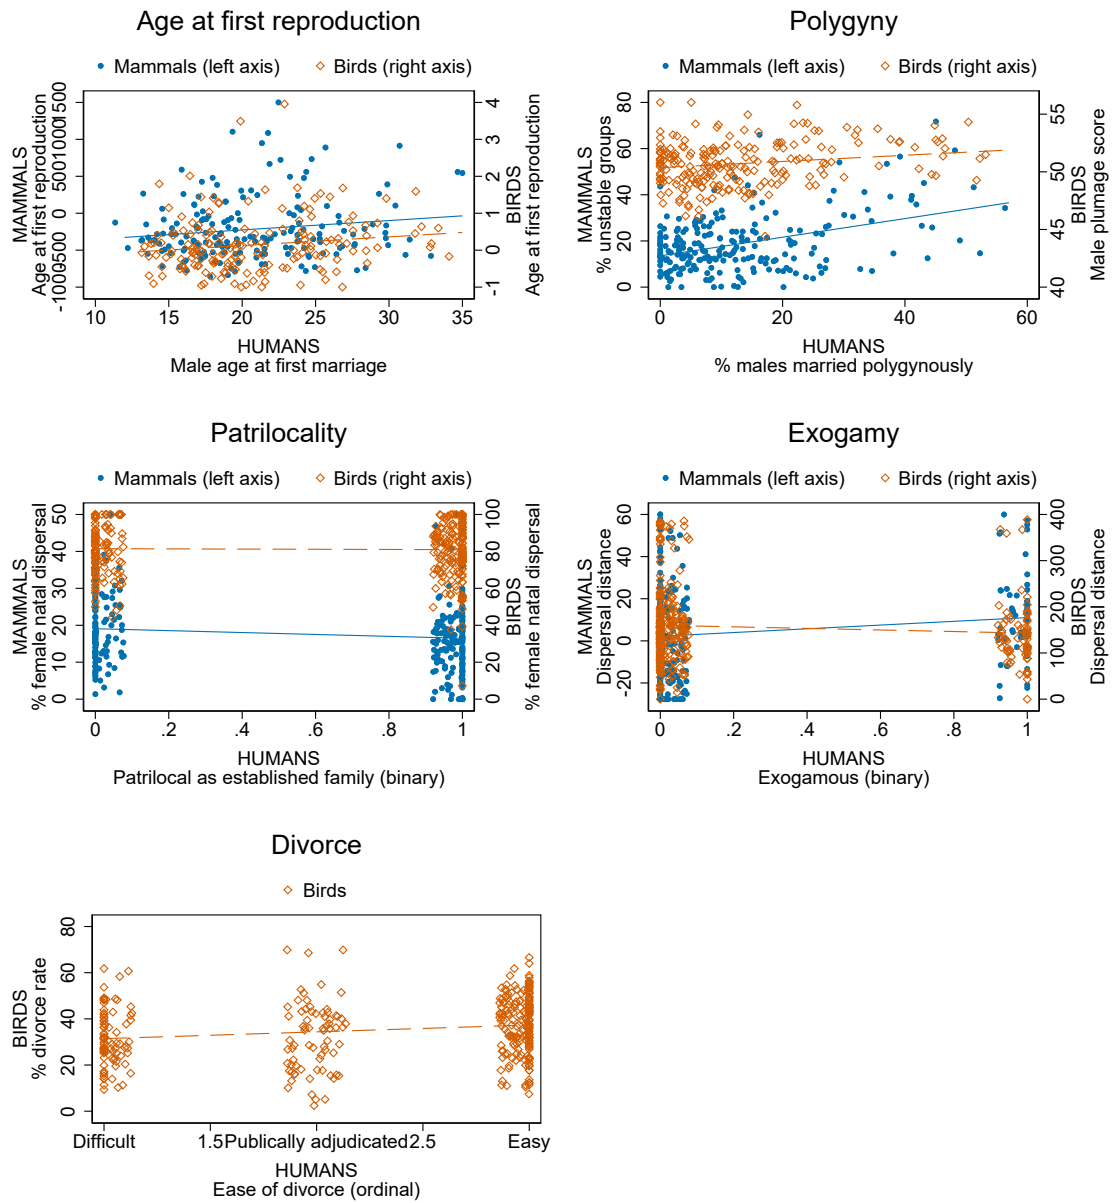 Age at first reproduction
Mammals (left axis) Birds (right axis)
MAMMALS
Age at first reproduction
-1000 -500 0 500 1000 1500
BIRDS
Age at first reproduction
-1 0 1 2 3 4
10 15 20 25 30 35
HUMANS
Male age at first marriage
Polygyny
Mammals (left axis) Birds (right axis)
MAMMALS
% unstable groups
0 20 40 60 80
BIRDS
Male plumage score
40 45 50 55
0 20 40 60
HUMANS
% males married polygynously
Patrilocality
Mammals (left axis) Birds (right axis)
MAMMALS
% female natal dispersal
0 10 20 30 40 50
BIRDS
% female natal dispersal
0 20 40 60 80 100
0 .2 .4 .6 .8 1
HUMANS
Patrilocal as established family (binary)
Exogamy
Mammals (left axis) Birds (right axis)
MAMMALS
Dispersal distance
-20 0 20 40 60
BIRDS
Dispersal distance
0 100 200 300 400
0 .2 .4 .6 .8 1
HUMANS
Exogamous (binary)
Divorce
Birds
BIRDS
% divorce rate
0 20 40 60 80
Difficult 1.5 Publically adjudicated 2.5 Easy
HUMANS
Ease of divorce (ordinal)